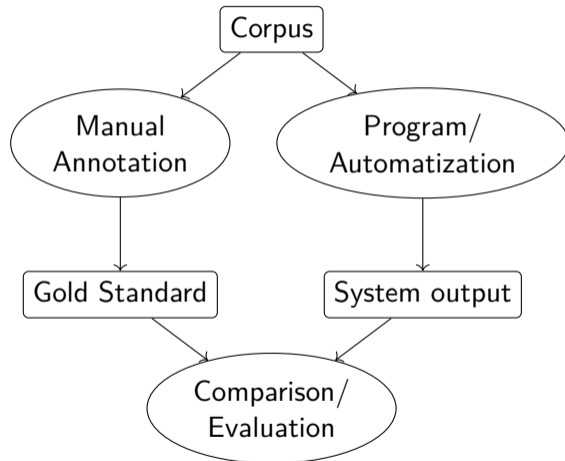 Corpus
Manual
Annotation
Program/
Automatization
Gold Standard
System output
Comparison/
Evaluation